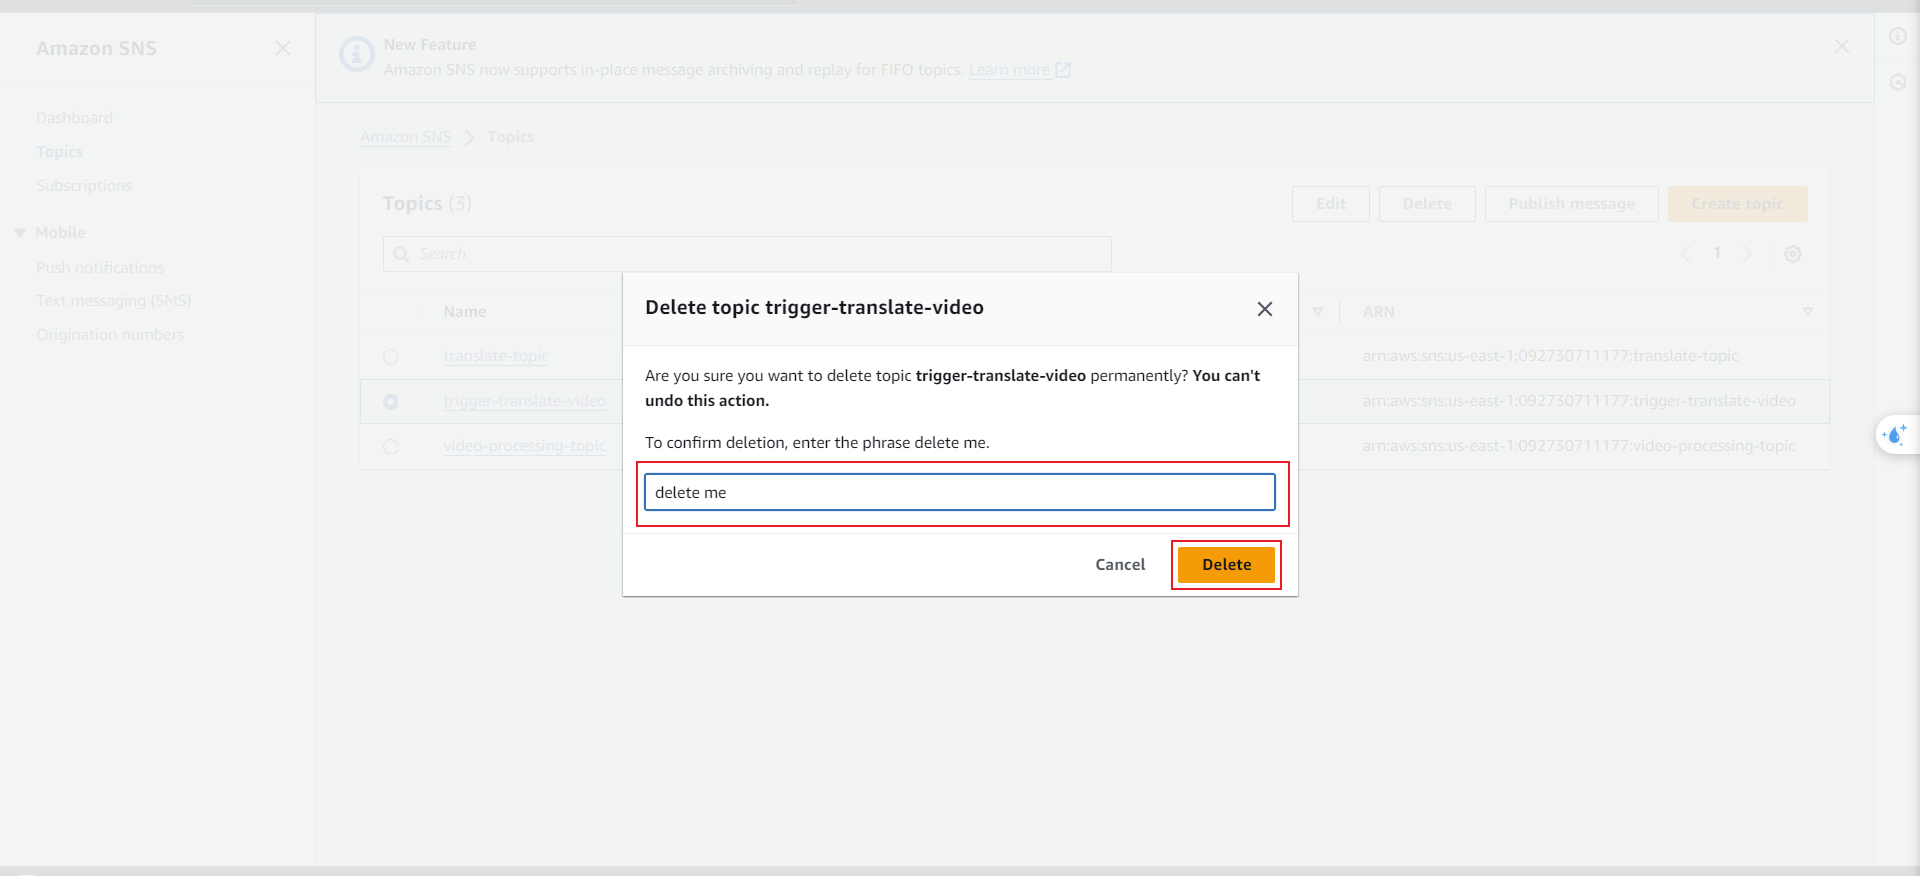 Amazon SNS
Dashboard
Topics
Subscriptions
Mobile
Push notifications
Text messaging (SMS)
Origination numbers
New Feature
Amazon SNS now supports in-place message archiving and replay for FIFO topics. Learn more
Amazon SNS Topics
Topics (3)
Edit
Delete
Publish message
Create topic
Search
1
Name
ARN
translate-topic
arn:aws:sns:us-east-1:092730711177:translate-topic
trigger-translate-video
arn:aws:sns:us-east-1:092730711177:trigger-translate-video
video-processing-topic
arn:aws:sns:us-east-1:092730711177:video-processing-topic
Delete topic trigger-translate-video
Are you sure you want to delete topic trigger-translate-video permanently? You can't
undo this action.
To confirm deletion, enter the phrase delete me.
delete me
Cancel
Delete